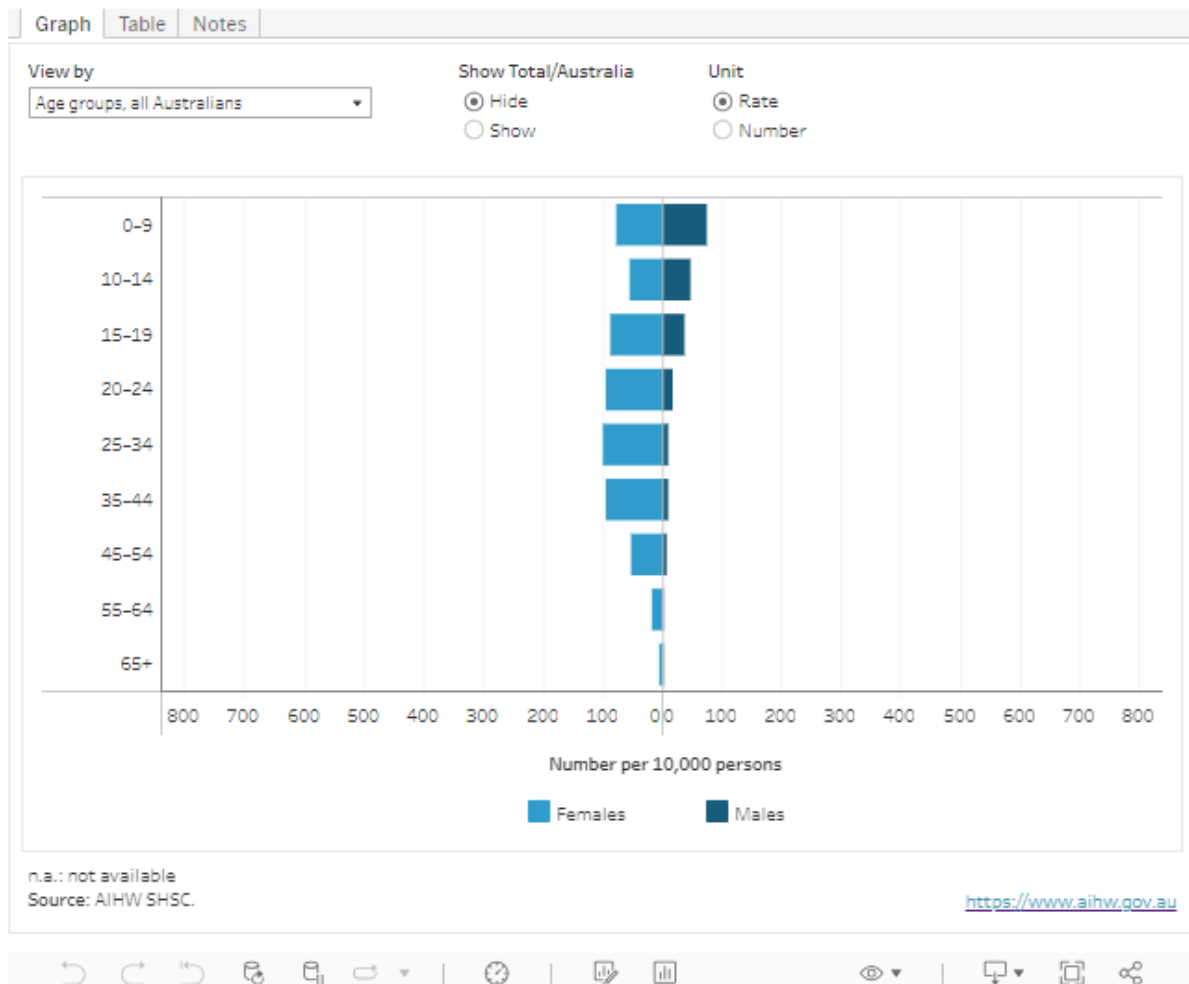 Graph Table Notes
View by
Age groups, all Australians
Show Total/Australia
Hide
Show
Unit
Rate
Number
0–9
10–14
15–19
20–24
25–34
35–44
45–54
55–64
65+
800 700 600 500 400 300 200 100 0 0 100 200 300 400 500 600 700 800
Number per 10,000 persons
Females Males
n.a.: not available
Source: AIHW SHSC.
https://www.aihw.gov.au